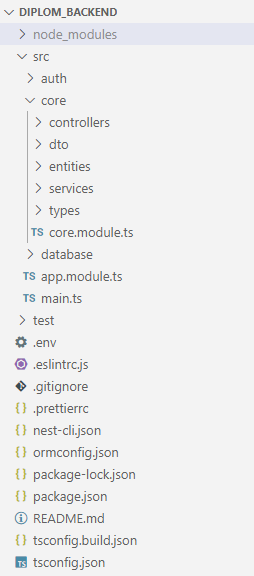 DIPLOM_BACKEND
node_modules
src
auth
core
controllers
dto
entities
services
types
TS core.module.ts
database
TS app.module.ts
TS main.ts
test
.env
.eslintrc.js
.gitignore
{} .prettierrc
{} nest-cli.json
{} ormconfig.json
{} package-lock.json
{} package.json
README.md
{} tsconfig.build.json
TS tsconfig.json